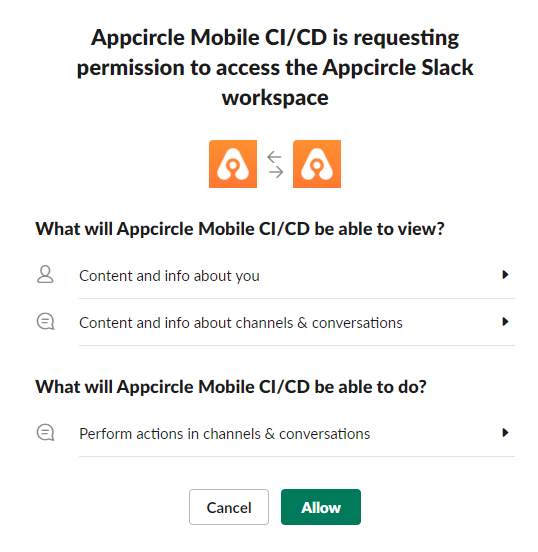 Appcircle Mobile CI/CD is requesting
permission to access the Appcircle Slack
workspace
What will Appcircle Mobile CI/CD be able to view?
Content and info about you
Content and info about channels & conversations
What will Appcircle Mobile CI/CD be able to do?
Perform actions in channels & conversations
Cancel
Allow